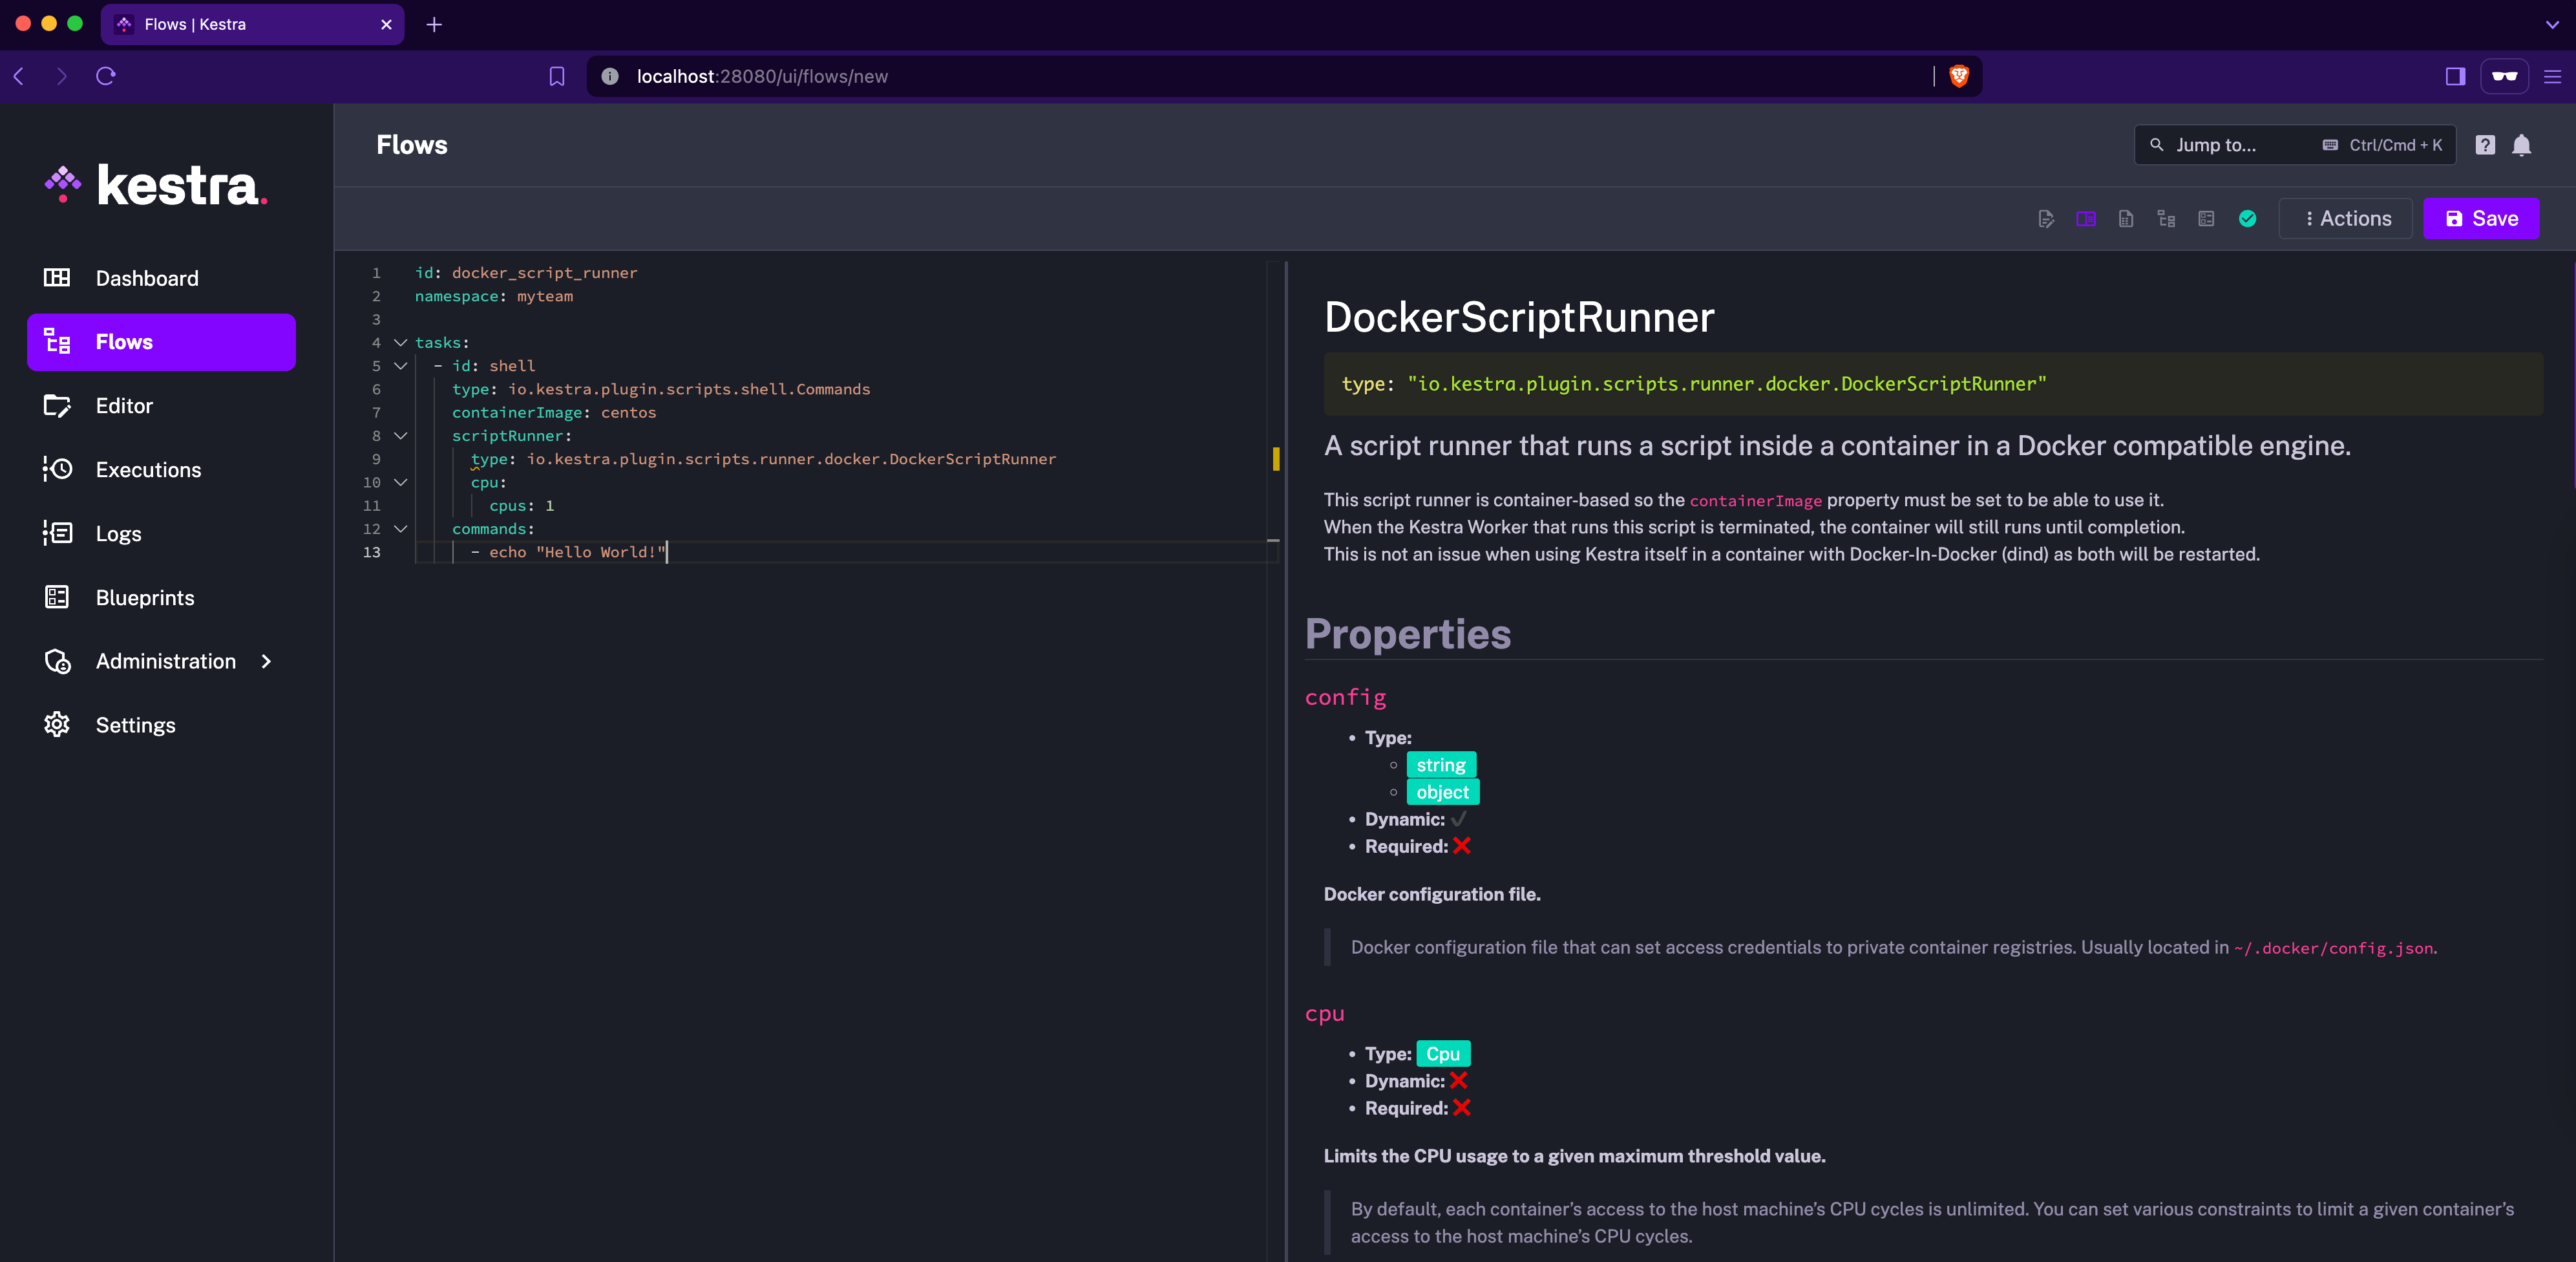 Flows | Kestra
localhost:28080/ui/flows/new
kestra.
Dashboard
Flows
Editor
Executions
Logs
Blueprints
Administration
Settings
Flows
Jump to... Ctrl/Cmd + K
Actions Save
1 id: docker_script_runner
2 namespace: myteam
3
4 tasks:
5 - id: shell
6 type: io.kestra.plugin.scripts.shell.Commands
7 containerImage: centos
8 scriptRunner:
9 type: io.kestra.plugin.scripts.runner.docker.DockerScriptRunner
10 cpu:
11 cpus: 1
12 commands:
13 - echo "Hello World!"
DockerScriptRunner
type: "io.kestra.plugin.scripts.runner.docker.DockerScriptRunner"
A script runner that runs a script inside a container in a Docker compatible engine.
This script runner is container-based so the containerImage property must be set to be able to use it.
When the Kestra Worker that runs this script is terminated, the container will still runs until completion.
This is not an issue when using Kestra itself in a container with Docker-In-Docker (dind) as both will be restarted.
Properties
config
• Type:
○ string
○ object
• Dynamic: ✔
• Required: ❌
Docker configuration file.
Docker configuration file that can set access credentials to private container registries. Usually located in ~/.docker/config.json.
cpu
• Type: Cpu
• Dynamic: ❌
• Required: ❌
Limits the CPU usage to a given maximum threshold value.
By default, each container’s access to the host machine’s CPU cycles is unlimited. You can set various constraints to limit a given container’s
access to the host machine’s CPU cycles.